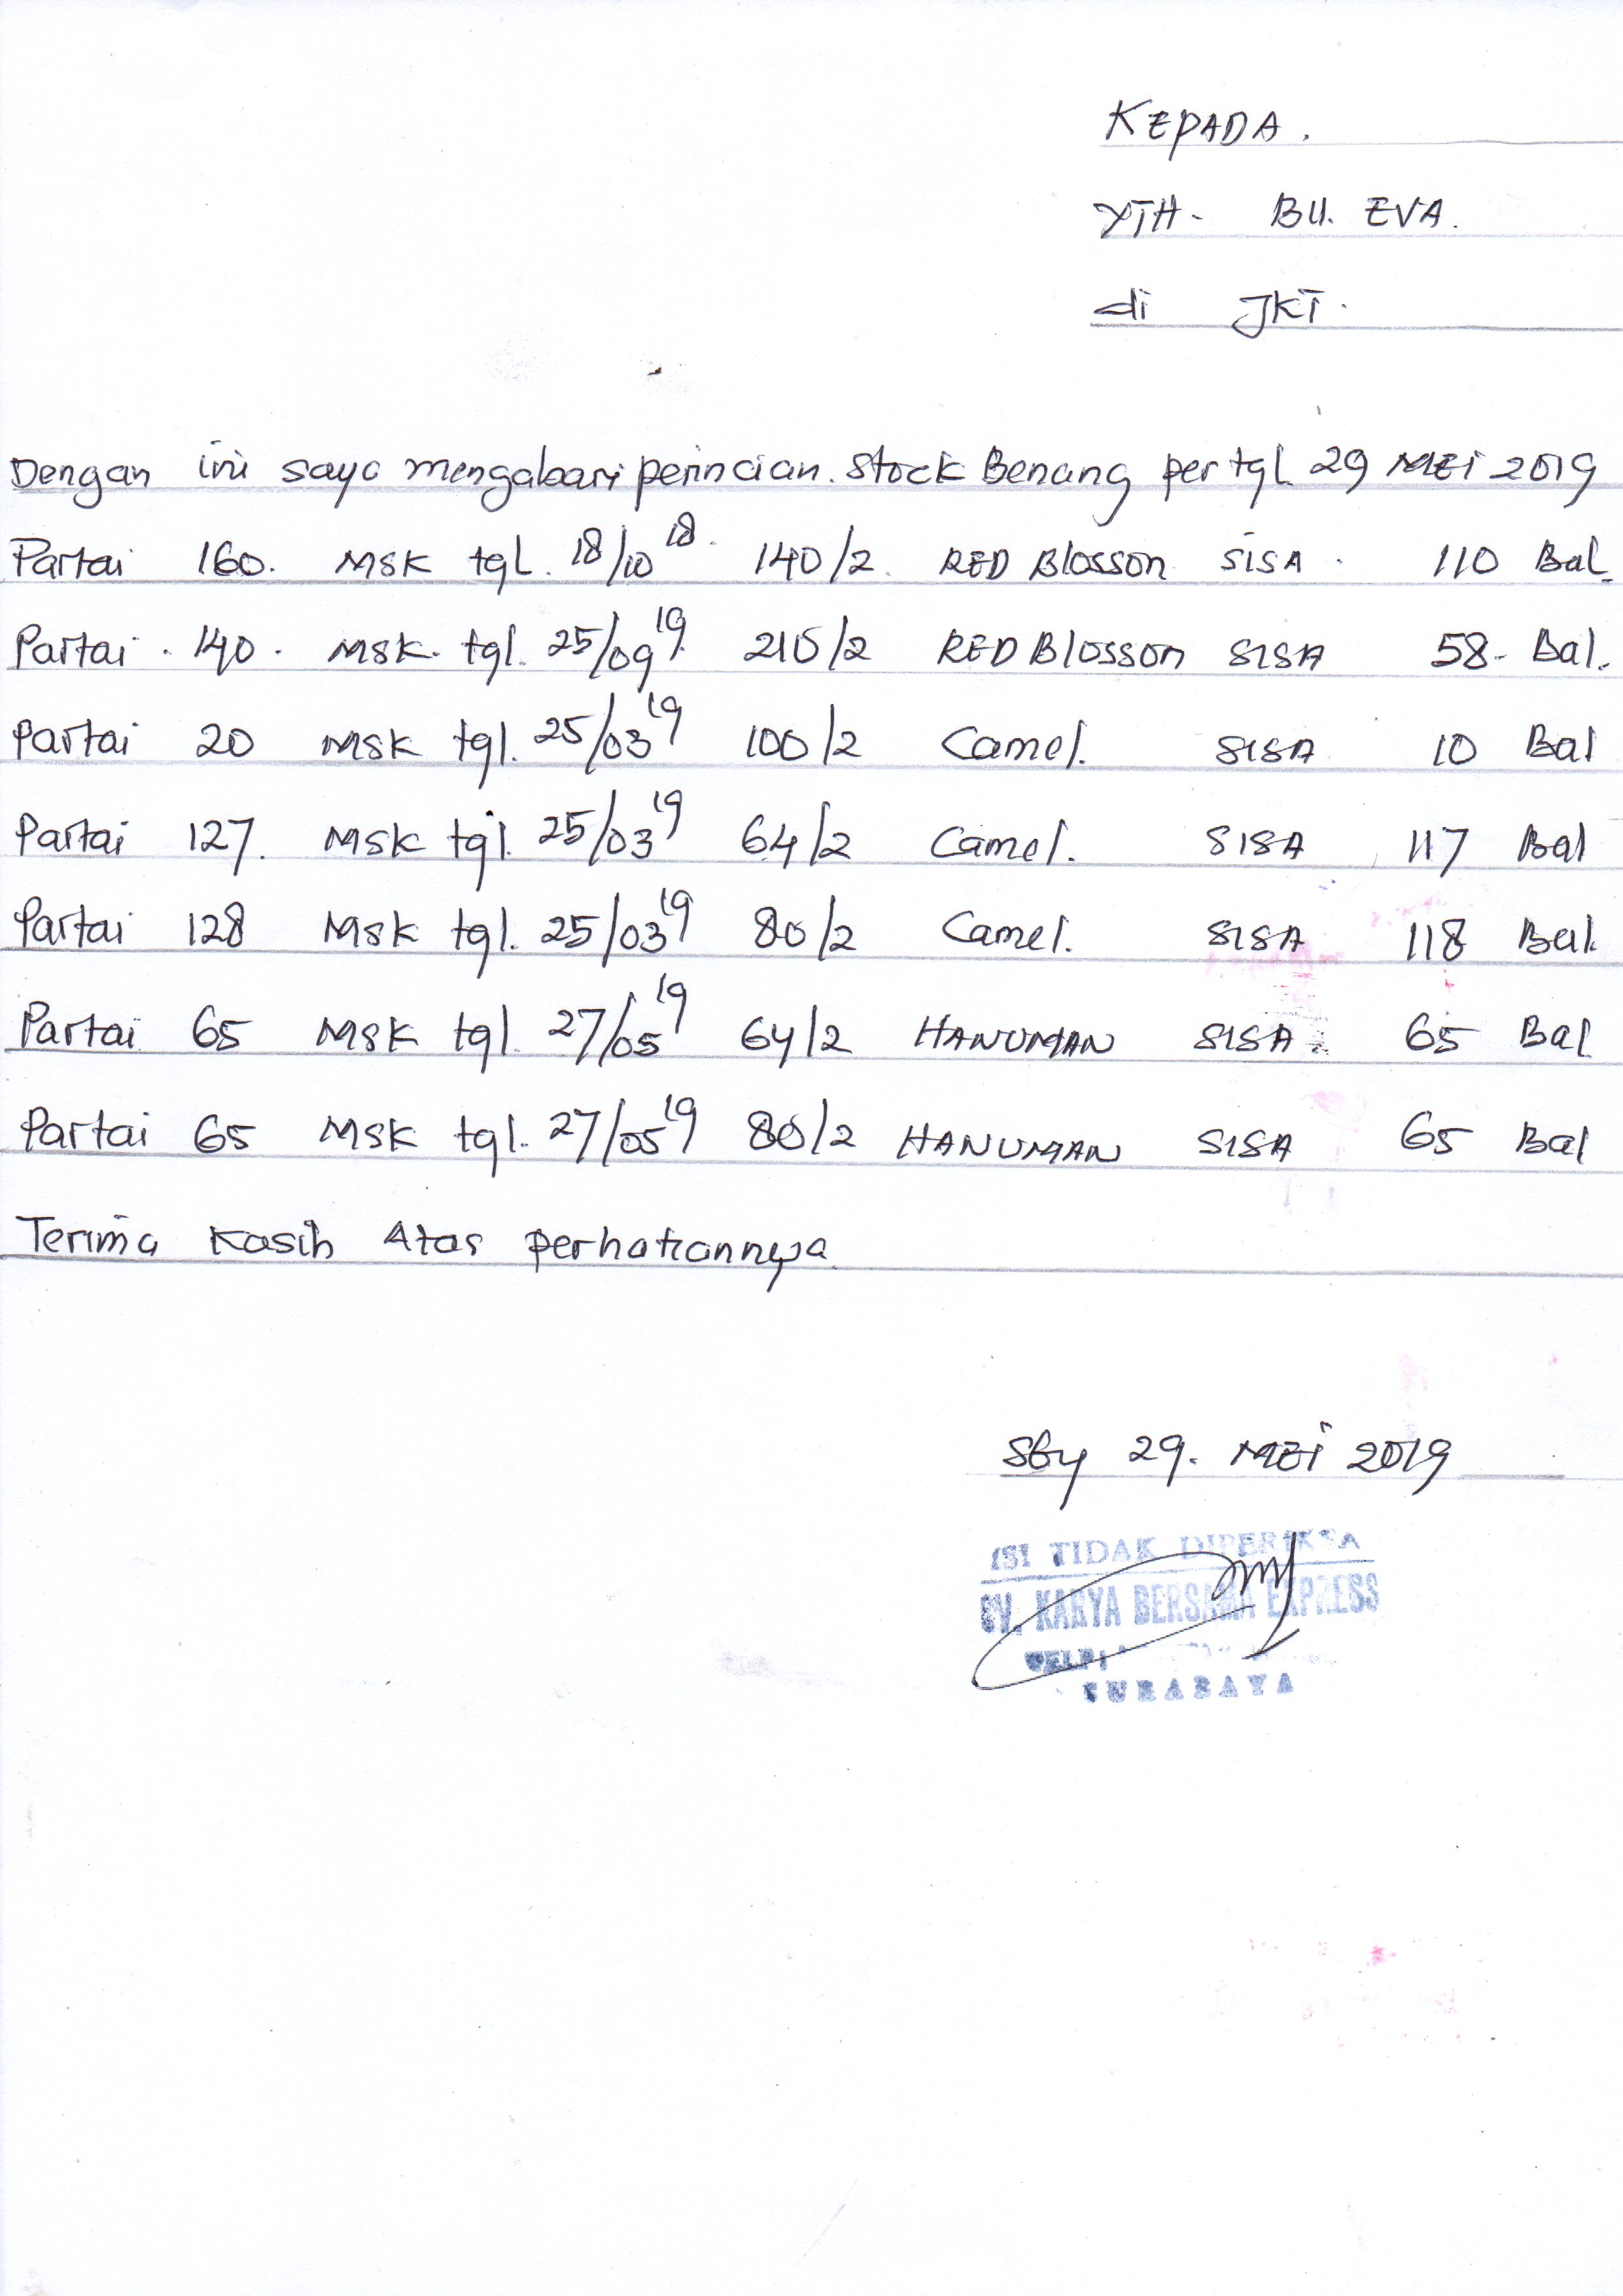 KEPADA.
YTH- BU. EVA.
di JKT.
Dengan ini saya mengabari perincian. Stock Benang per tgl. 29 MEI 2019
Partai 160. MSK tgl. 18/10 18. 140/2. RED Blosson SISA. 110 Bal.
Partai. 140. MSK. tgl. 25/09 19. 210/2 RED Blosson SISA 58- Bal.
Partai 20 MSK tgl. 25/03 19 100/2 Camel. SISA 10 Bal
Partai 127. MSK tgl. 25/03 19 64/2 Camel. SISA 117 Bal
Partai 128 MSK tgl. 25/03 19 80/2 Camel. SISA 118 Bal.
Partai 65 MSK tgl. 27/05 19 64/2 HANUMAN SISA. 65 Bal
Partai 65 MSK tgl. 27/05 19 80/2 HANUMAN SISA 65 Bal
Terima Kasih Atas perhatiannya
Sby 29. MEI 2019
ISI TIDAK DIPERIKSA
CV. KARYA BERSAMA EXPRESS
TELP:
SURABAYA